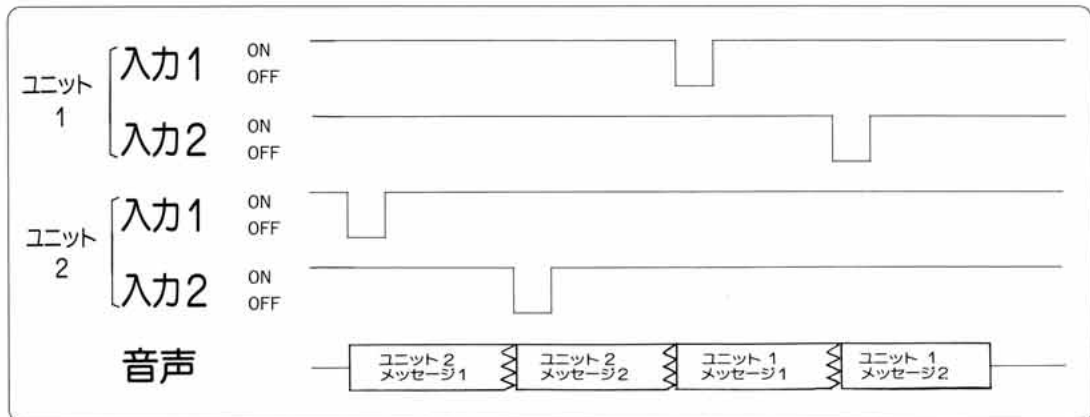 ユニット
1
入力1
ON
OFF
入力2
ON
OFF
ユニット
2
入力1
ON
OFF
入力2
ON
OFF
音声
ユニット 2
メッセージ1
ユニット 2
メッセージ2
ユニット 1
メッセージ1
ユニット 1
メッセージ2